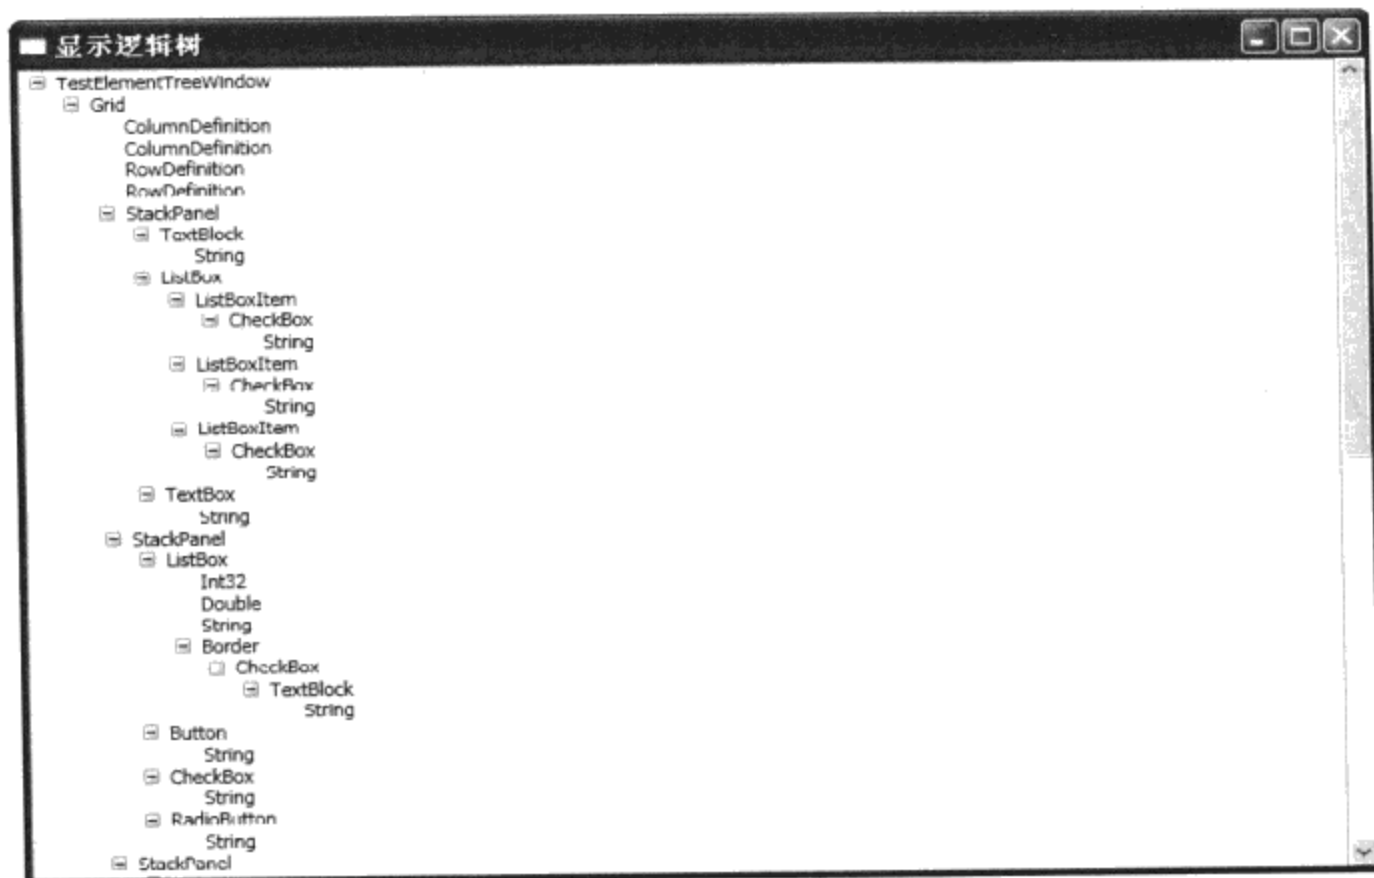 显示逻辑树
TestElementTreeWindow
Grid
ColumnDefinition
ColumnDefinition
RowDefinition
RowDefinition
StackPanel
TextBlock
String
ListBox
ListBoxItem
CheckBox
String
ListBoxItem
CheckBox
String
ListBoxItem
CheckBox
String
TextBox
String
StackPanel
ListBox
Int32
Double
String
Border
CheckBox
TextBlock
String
Button
String
CheckBox
String
RadioButton
String
StackPanel